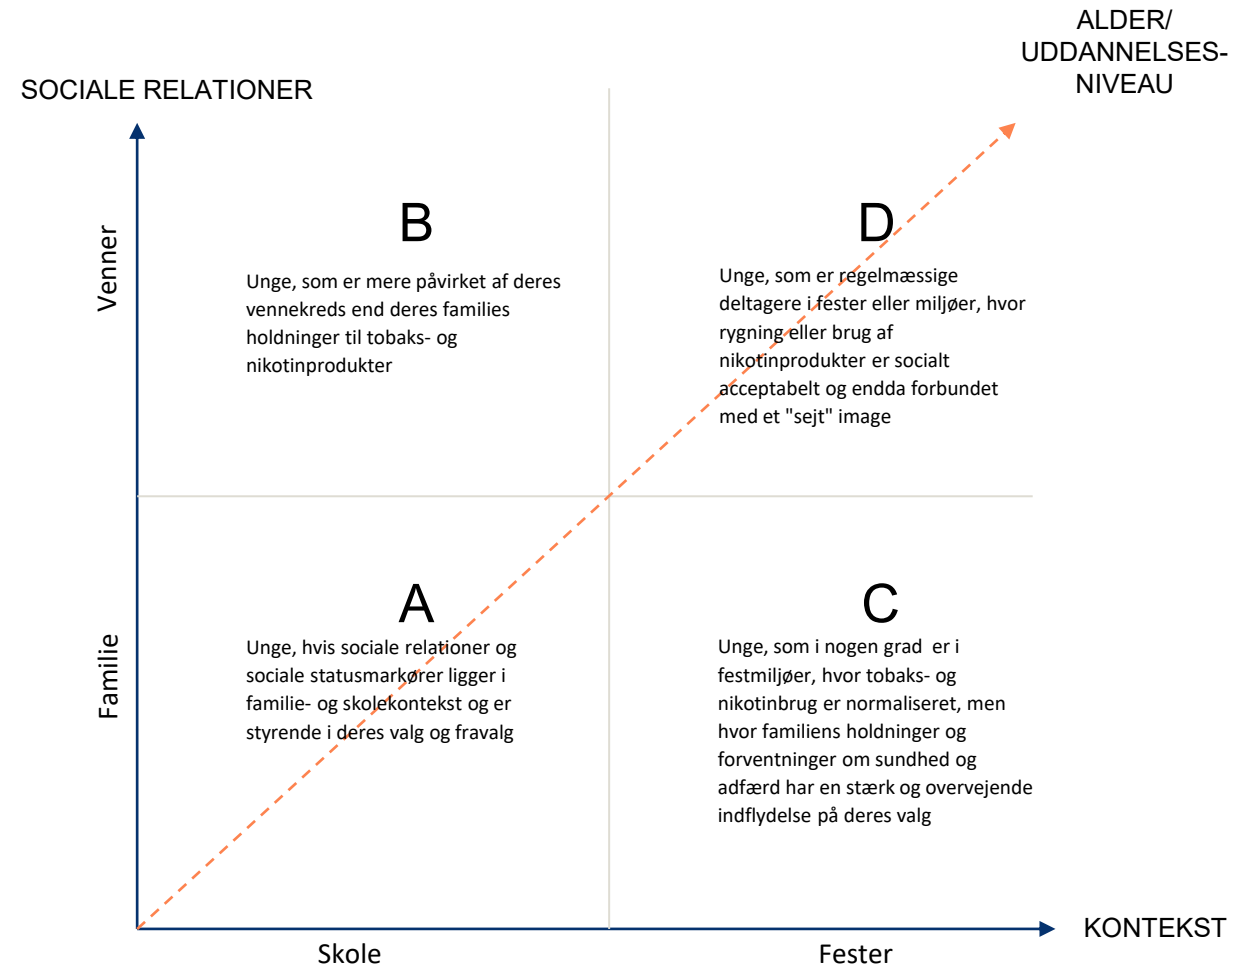 ALDER/
UDDANNELSES-
NIVEAU
SOCIALE RELATIONER
Venner
B
Unge, som er mere påvirket af deres
vennekreds end deres families
holdninger til tobaks- og
nikotinprodukter
D
Unge, som er regelmæssige
deltagere i fester eller miljøer, hvor
rygning eller brug af
nikotinprodukter er socialt
acceptabelt og endda forbundet
med et "sejt" image
Familie
A
Unge, hvis sociale relationer og
sociale statusmarkører ligger i
familie- og skolekontekst og er
styrende i deres valg og fravalg
C
Unge, som i nogen grad er i
festmiljøer, hvor tobaks- og
nikotinbrug er normaliseret, men
hvor familiens holdninger og
forventninger om sundhed og
adfærd har en stærk og overvejende
indflydelse på deres valg
KONTEKST
Skole
Fester